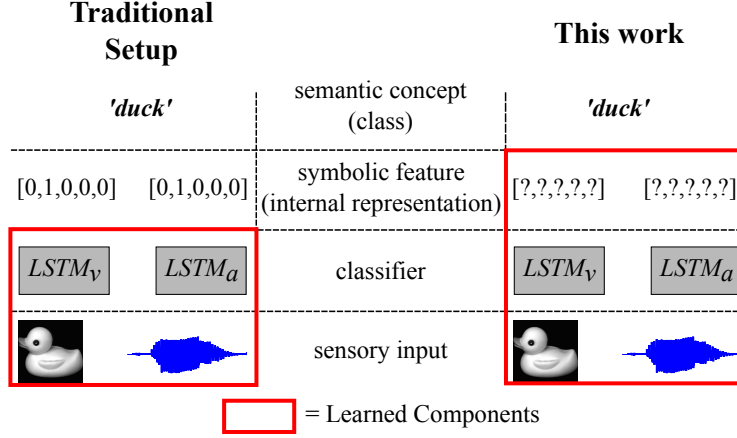 Traditional
Setup
This work
'duck'
semantic concept
(class)
'duck'
[0,1,0,0,0] [0,1,0,0,0]
symbolic feature
(internal representation)
[?,?,?,?,?] [?,?,?,?,?]
LSTMv LSTMa
classifier
LSTMv LSTMa
sensory input
= Learned Components